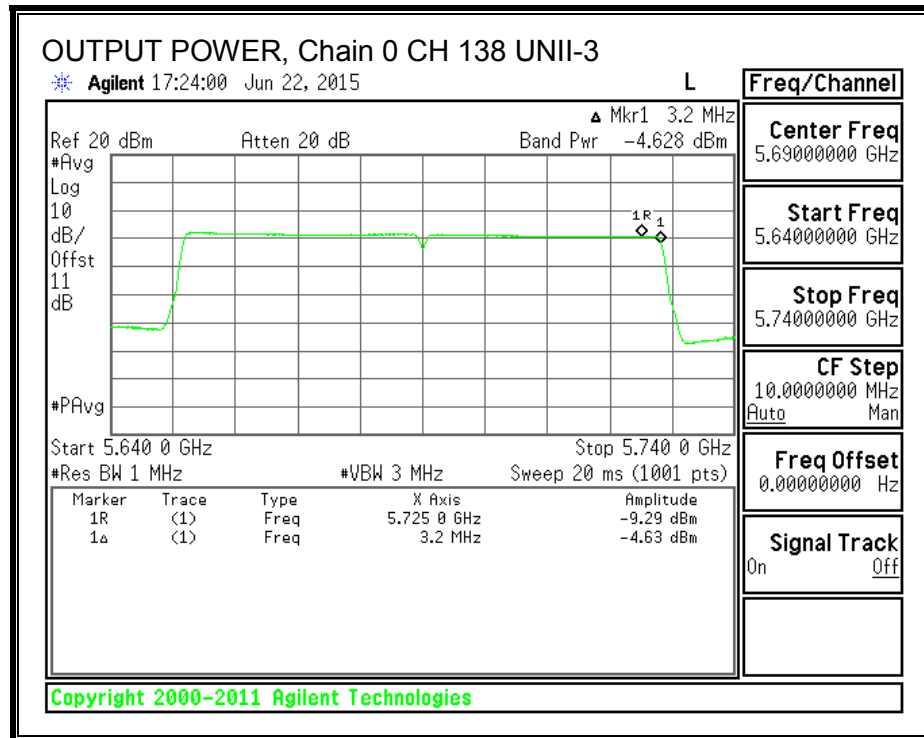 OUTPUT POWER, Chain 0 CH 138 UNII-3
Agilent 17:24:00 Jun 22, 2015 L
Δ Mkr1 3.2 MHz
Ref 20 dBm Atten 20 dB Band Pwr -4.628 dBm
#Avg
Log
10
dB/
Offst
11
dB
#PAvg
1R 1
Start 5.640 0 GHz Stop 5.740 0 GHz
#Res BW 1 MHz #VBW 3 MHz Sweep 20 ms (1001 pts)
Marker Trace Type X Axis Amplitude
1R (1) Freq 5.725 0 GHz -9.29 dBm
1Δ (1) Freq 3.2 MHz -4.63 dBm
Copyright 2000-2011 Agilent Technologies
Freq/Channel
Center Freq
5.69000000 GHz
Start Freq
5.64000000 GHz
Stop Freq
5.74000000 GHz
CF Step
10.0000000 MHz
Auto Man
Freq Offset
0.00000000 Hz
Signal Track
On Off